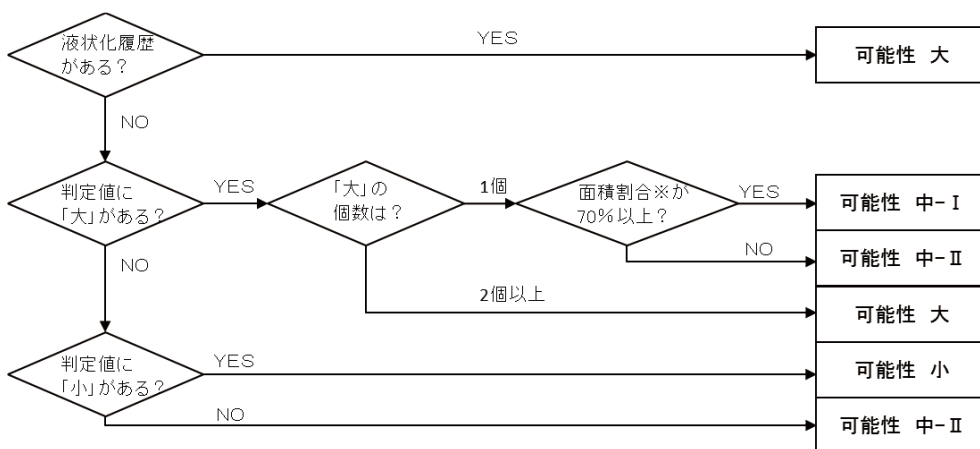 液状化履歴
がある？
YES
可能性 大
NO
判定値に
「大」がある？
YES
「大」の
個数は？
1個
面積割合※が
70％以上？
YES
可能性 中-Ⅰ
NO
可能性 中-Ⅱ
2個以上
可能性 大
NO
判定値に
「小」がある？
YES
可能性 小
NO
可能性 中-Ⅱ